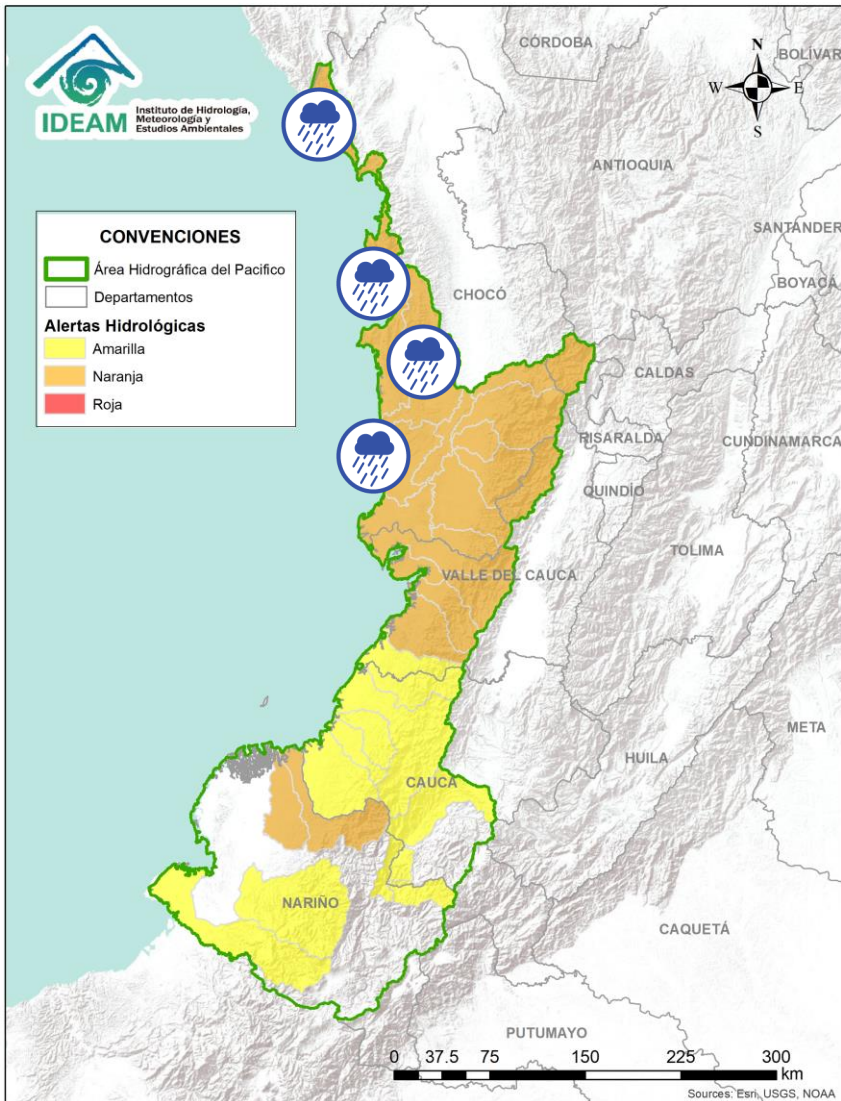 IDEAM
Instituto de Hidrología,
Meteorología y
Estudios Ambientales
CÓRDOBA
BOLÍVAR
N
W
E
S
ANTIOQUIA
SANTANDER
BOYACÁ
CONVENCIONES
Área Hidrográfica del Pacifico
Departamentos
Alertas Hidrológicas
Amarilla
Naranja
Roja
CHOCÓ
CALDAS
RISARALDA
CUNDINAMARCA
QUINDÍO
TOLIMA
VALLE DEL CAUCA
META
HUILA
CAUCA
NARIÑO
CAQUETÁ
PUTUMAYO
0 37.5 75 150 225 300
km
Sources: Esri, USGS, NOAA